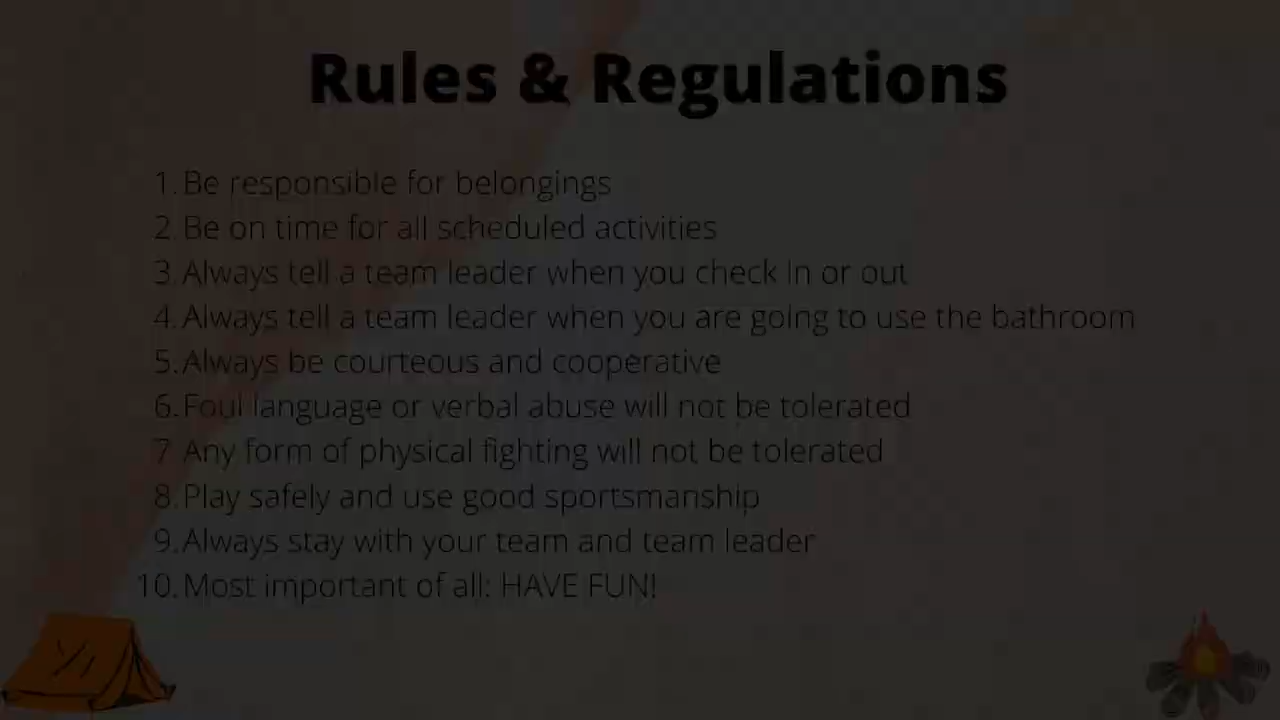 Rules & Regulations
1. Be responsible for belongings
2. Be on time for all scheduled activities
3. Always tell a team leader when you check in or out
4. Always tell a team leader when you are going to use the bathroom
5. Always be courteous and cooperative
6. Foul language or verbal abuse will not be tolerated
7 Any form of physical fighting will not be tolerated
8. Play safely and use good sportsmanship
9. Always stay with your team and team leader
10. Most important of all: HAVE FUN!